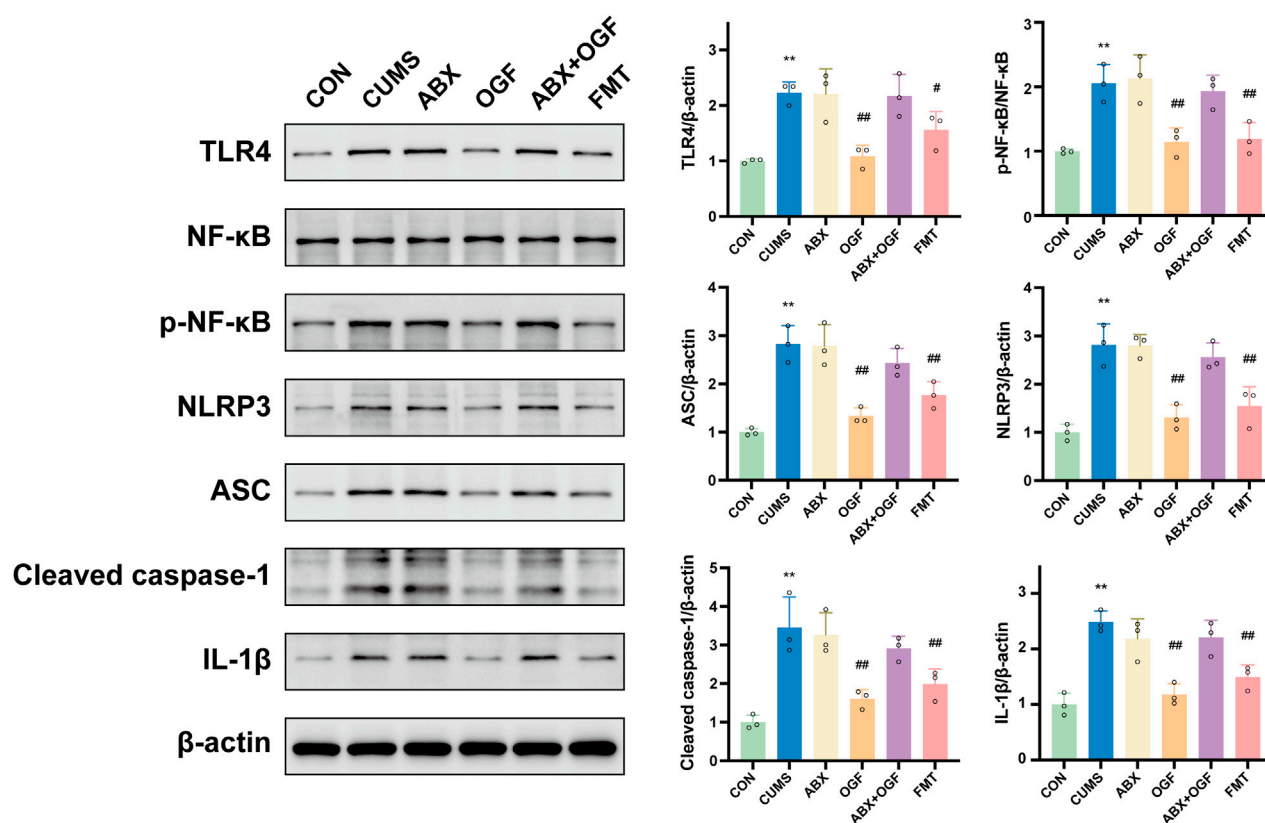 CON
CUMS
ABX
OGF
ABX+OGF
FMT
TLR4
NF-κB
p-NF-κB
NLRP3
ASC
Cleaved caspase-1
IL-1β
β-actin
TLR4/β-actin
3
2
1
0
**
##
#
CON
CUMS
ABX
OGF
ABX+OGF
FMT
p-NF-κB/NF-κB
3
2
1
0
**
##
##
CON
CUMS
ABX
OGF
ABX+OGF
FMT
ASC/β-actin
4
3
2
1
0
**
##
##
CON
CUMS
ABX
OGF
ABX+OGF
FMT
NLRP3/β-actin
4
3
2
1
0
**
##
##
CON
CUMS
ABX
OGF
ABX+OGF
FMT
Cleaved caspase-1/β-actin
5
4
3
2
1
0
**
##
##
CON
CUMS
ABX
OGF
ABX+OGF
FMT
IL-1β/β-actin
3
2
1
0
**
##
##
CON
CUMS
ABX
OGF
ABX+OGF
FMT